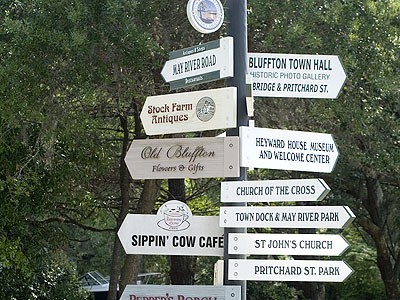 Antiques & Shops
MAY RIVER ROAD
Restaurants
Stock Farm
Antiques
Old Bluffton
Flowers & Gifts
SIPPIN' COW CAFE
PEPPER'S PORCH
BLUFFTON TOWN HALL
HISTORIC PHOTO GALLERY
BRIDGE & PRITCHARD ST.
HEYWARD HOUSE MUSEUM
AND WELCOME CENTER
CHURCH OF THE CROSS
TOWN DOCK & MAY RIVER PARK
ST JOHN'S CHURCH
PRITCHARD ST. PARK